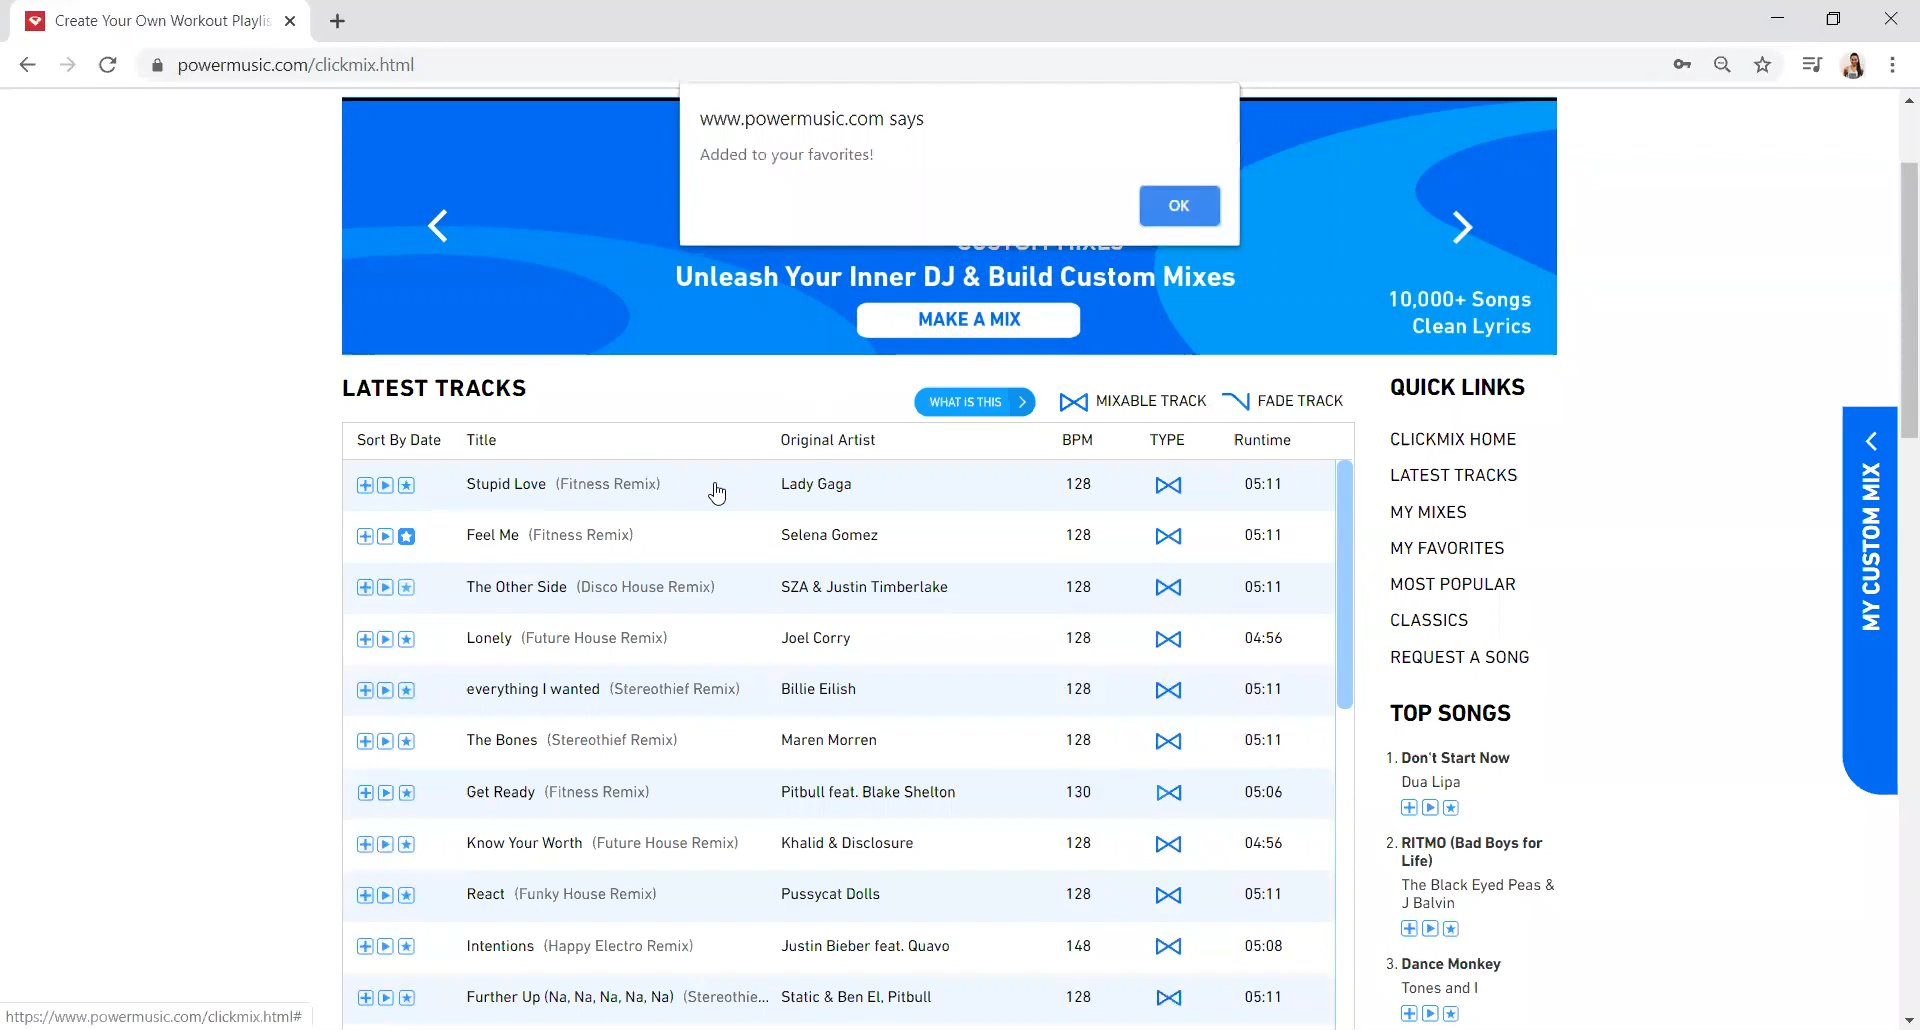 Create Your Own Workout Playlis
powermusic.com/clickmix.html
www.powermusic.com says
Added to your favorites!
OK
Unleash Your Inner DJ & Build Custom Mixes
MAKE A MIX
10,000+ Songs
Clean Lyrics
LATEST TRACKS
WHAT IS THIS
MIXABLE TRACK
FADE TRACK
Sort By Date Title Original Artist BPM TYPE Runtime
Stupid Love (Fitness Remix) Lady Gaga 128 05:11
Feel Me (Fitness Remix) Selena Gomez 128 05:11
The Other Side (Disco House Remix) SZA & Justin Timberlake 128 05:11
Lonely (Future House Remix) Joel Corry 128 04:56
everything I wanted (Stereothief Remix) Billie Eilish 128 05:11
The Bones (Stereothief Remix) Maren Morren 128 05:11
Get Ready (Fitness Remix) Pitbull feat. Blake Shelton 130 05:06
Know Your Worth (Future House Remix) Khalid & Disclosure 128 04:56
React (Funky House Remix) Pussycat Dolls 128 05:11
Intentions (Happy Electro Remix) Justin Bieber feat. Quavo 148 05:08
Further Up (Na, Na, Na, Na, Na) (Stereothie... Static & Ben El, Pitbull 128 05:11
QUICK LINKS
CLICKMIX HOME
LATEST TRACKS
MY MIXES
MY FAVORITES
MOST POPULAR
CLASSICS
REQUEST A SONG
TOP SONGS
1. Don't Start Now
Dua Lipa
2. RITMO (Bad Boys for
Life)
The Black Eyed Peas &
J Balvin
3. Dance Monkey
Tones and I
MY CUSTOM MIX
https://www.powermusic.com/clickmix.html#